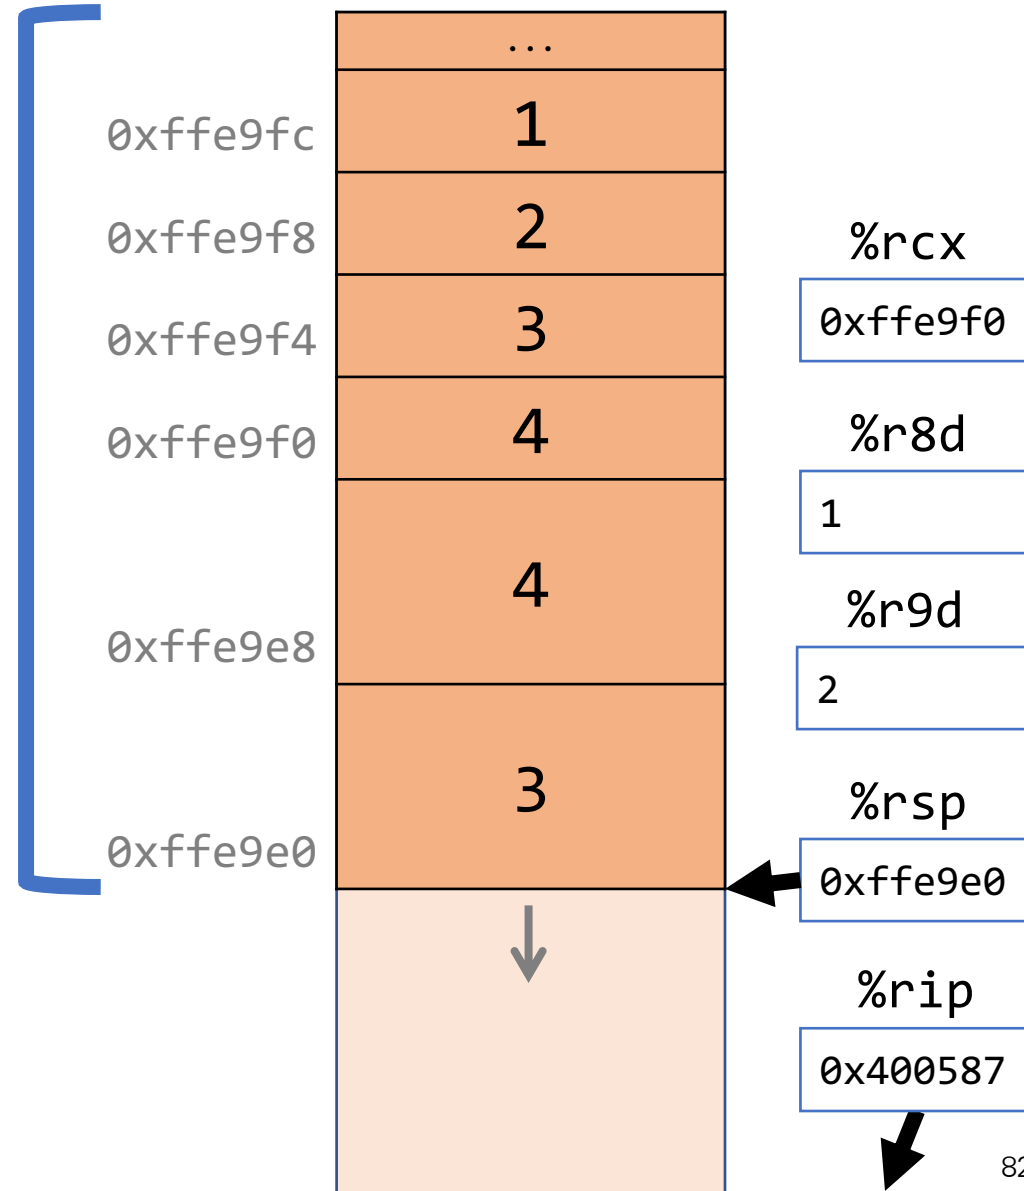 ...
0xffe9fc 1
0xffe9f8 2
%rcx
0xffe9f4 3 0xffe9f0
0xffe9f0 4
%r8d
1
0xffe9e8 4
%r9d
2
0xffe9e0 3
%rsp
0xffe9e0
%rip
0x400587
82